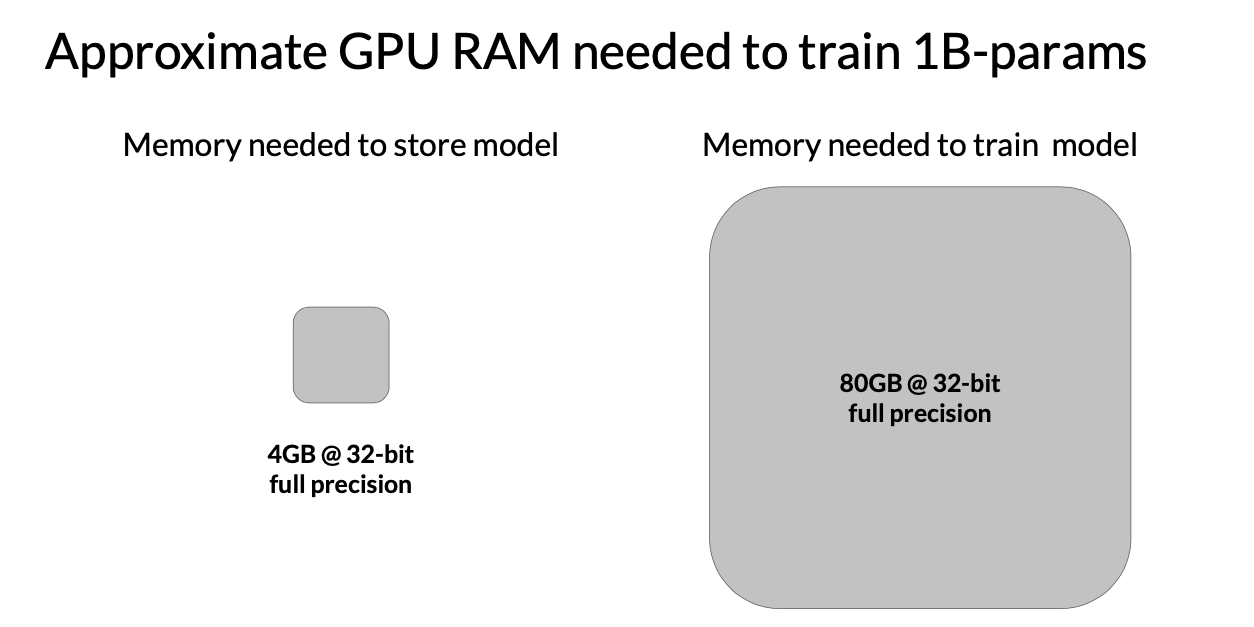 Approximate GPU RAM needed to train 1B-params
Memory needed to store model
Memory needed to train model
4GB @ 32-bit
full precision
80GB @ 32-bit
full precision